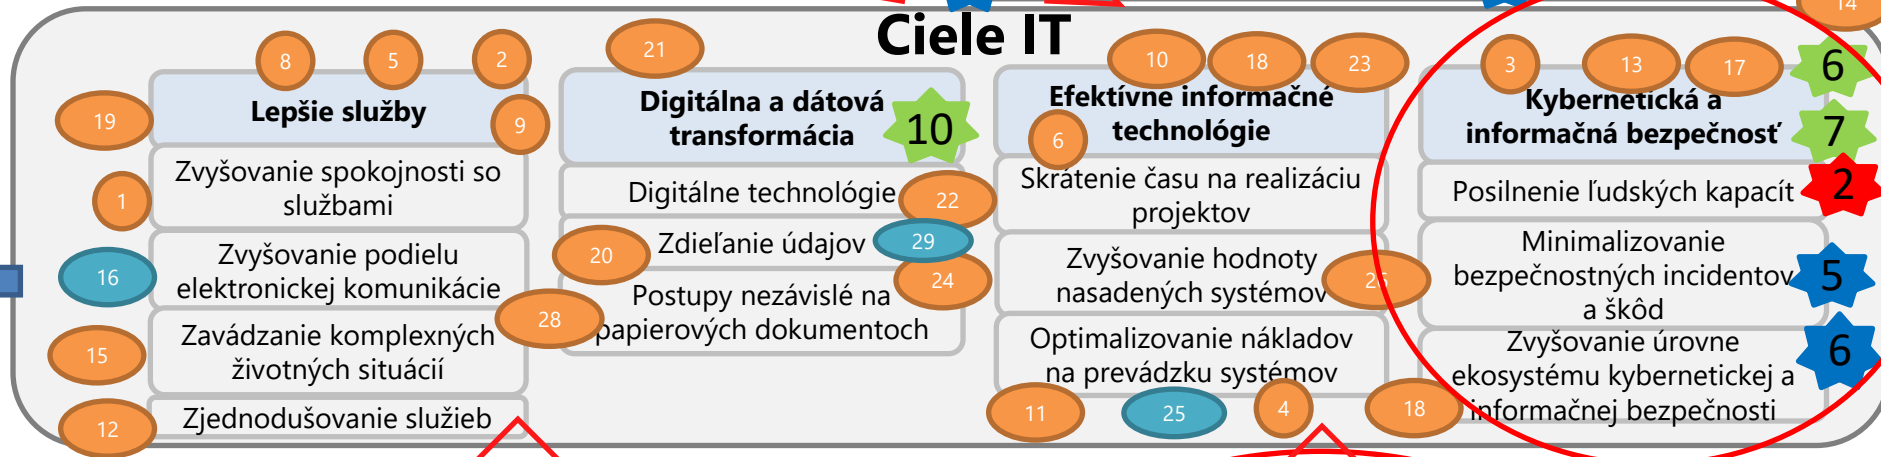 14
Ciele IT
8
5
2
19
9
Lepšie služby
1
Zvyšovanie spokojnosti so
službami
16
Zvyšovanie podielu
elektronickej komunikácie
15
Zavádzanie komplexných
životných situácií
12
Zjednodušovanie služieb
21
Digitálna a dátová
transformácia
10
Digitálne technológie
22
20
Zdieľanie údajov
29
24
28
Postupy nezávislé na
papierových dokumentoch
10
18
23
Efektívne informačné
technológie
6
Skrátenie času na realizáciu
projektov
Zvyšovanie hodnoty
nasadených systémov
26
Optimalizovanie nákladov
na prevádzku systémov
11
25
4
18
3
13
17
6
Kybernetická a
informačná bezpečnosť
7
Posilnenie ľudských kapacít
2
Minimalizovanie
bezpečnostných incidentov
a škôd
5
Zvyšovanie úrovne
ekosystému kybernetickej a
informačnej bezpečnosti
6